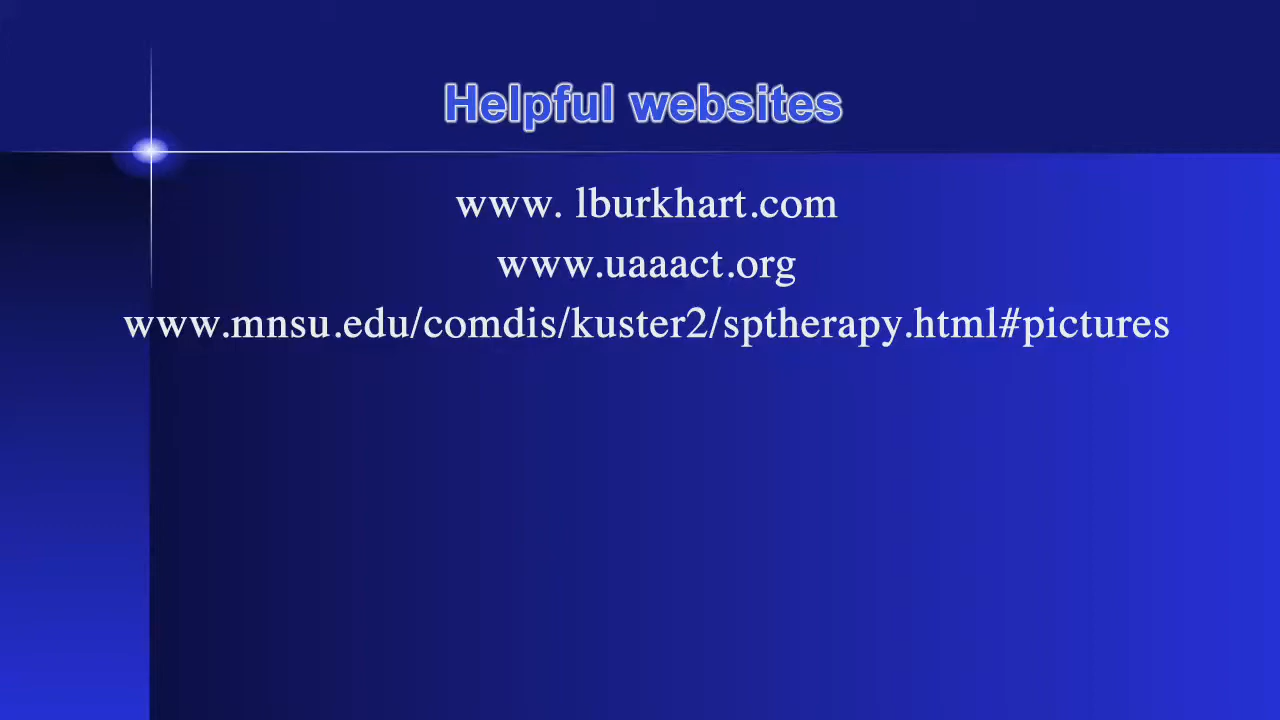 Helpful websites
www. lburkhart.com
www.uaaact.org
www.mnsu.edu/comdis/kuster2/sptherapy.html#pictures